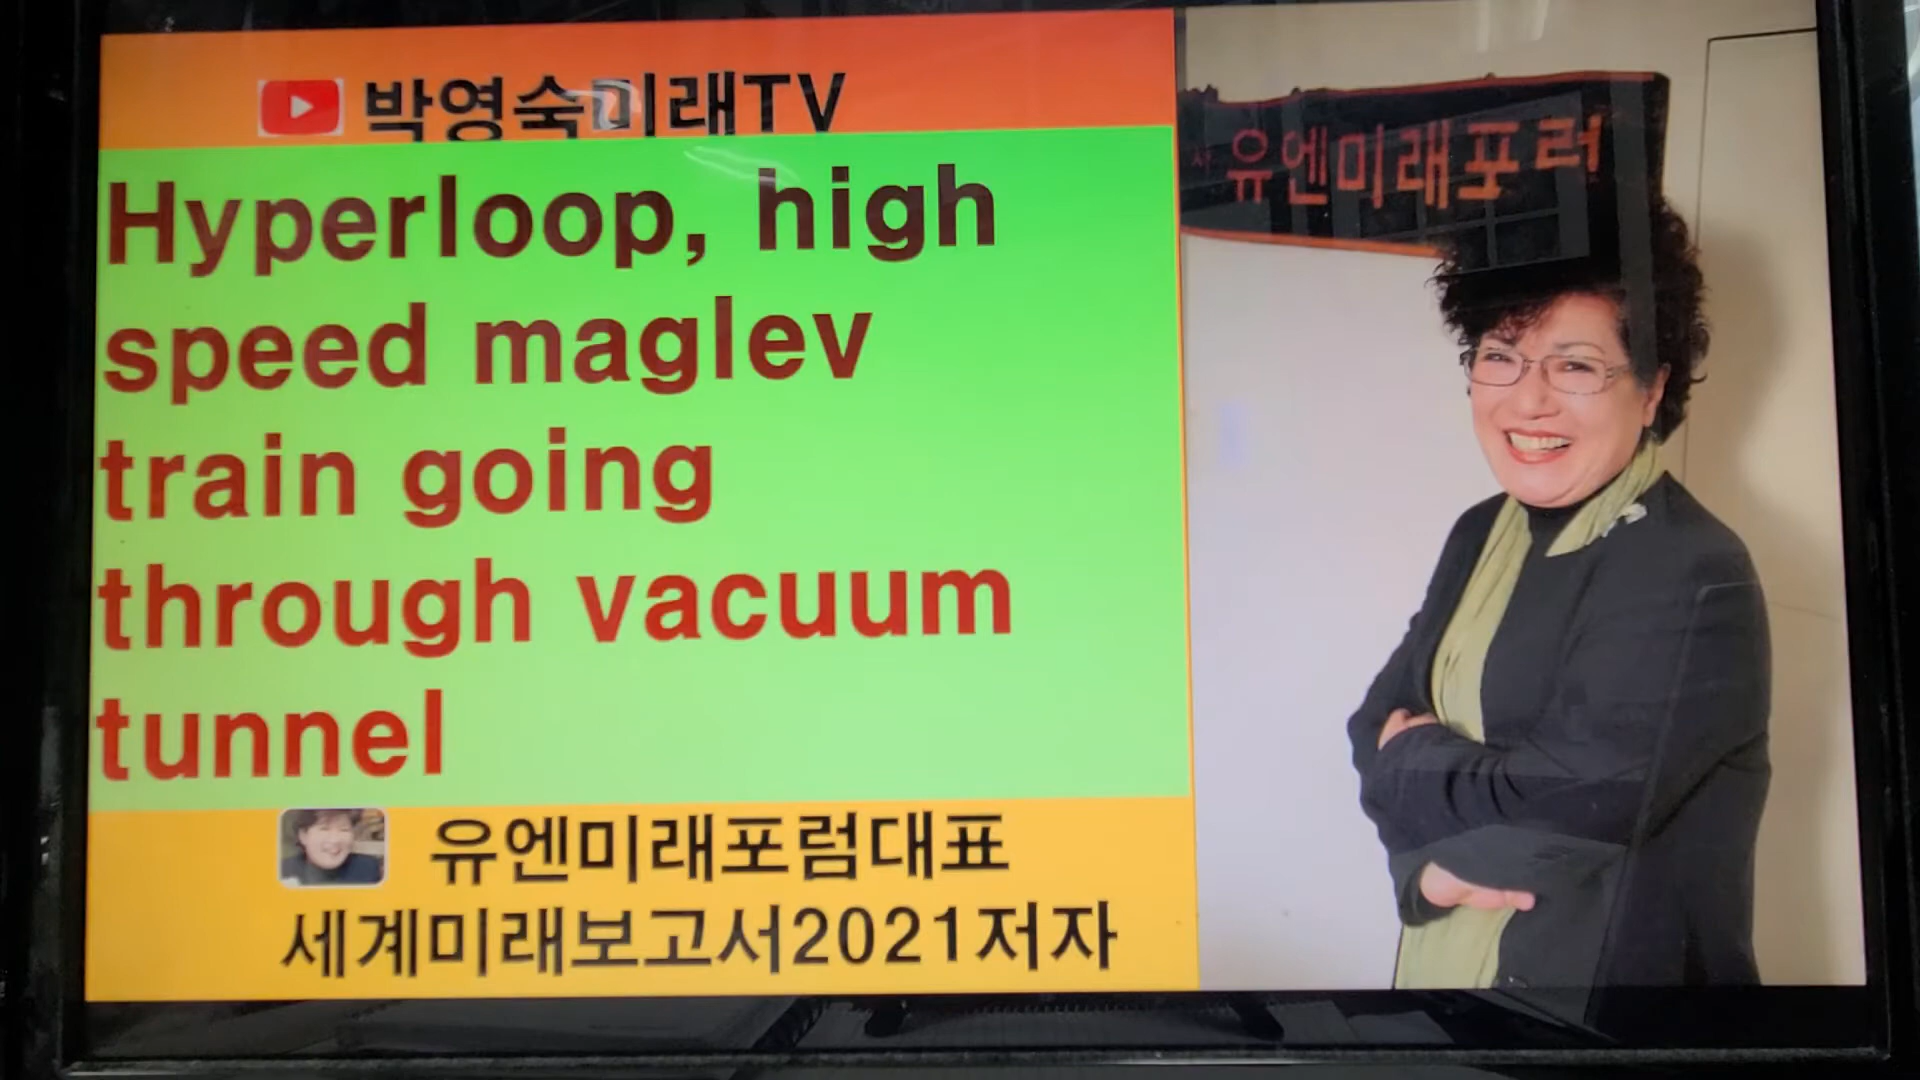 박영숙미래TV
Hyperloop, high
speed maglev
train going
through vacuum
tunnel
유엔미래포럼대표
세계미래보고서2021저자
유엔미래포럼